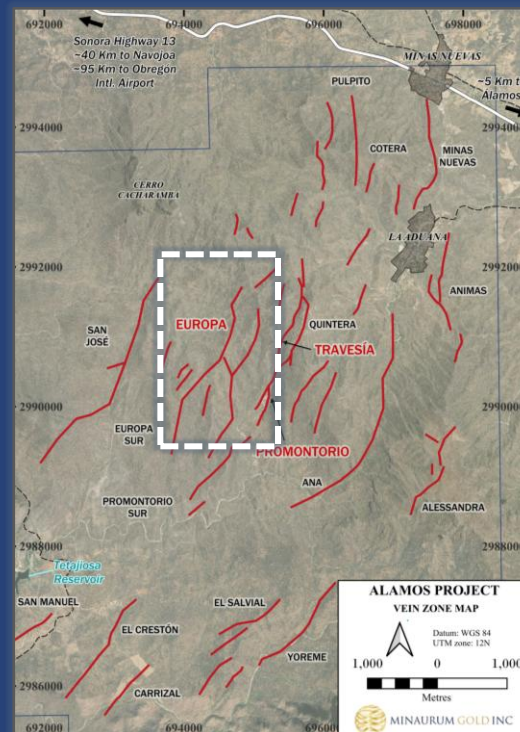 692000
694000
696000
698000
Sonora Highway 13
~40 Km to Navojoa
~95 Km to Obregon
Intl. Airport
MINAS NUEVAS
PULPITO
~5 Km t
Álamos
2994000
2994000
COTERA
MINAS
NUEVAS
CERRO
CACHARAMBA
LA ADUANA
2992000
2992000
ANIMAS
SAN
JOSÉ
EUROPA
QUINTERA
TRAVESÍA
2990000
2990000
EUROPA
SUR
PROMONTORIO
ANA
PROMONTORIO
SUR
ALESSANDRA
2988000
2988000
Tetajiosa
Reservoir
SAN MANUEL
EL CRESTÓN
EL SALVIAL
YOREME
CARRIZAL
2986000
692000
694000
69600
ALAMOS PROJECT
VEIN ZONE MAP
Datum: WGS 84
UTM zone: 12N
1,000
0
1,000
Metres
MINAURUM GOLD INC